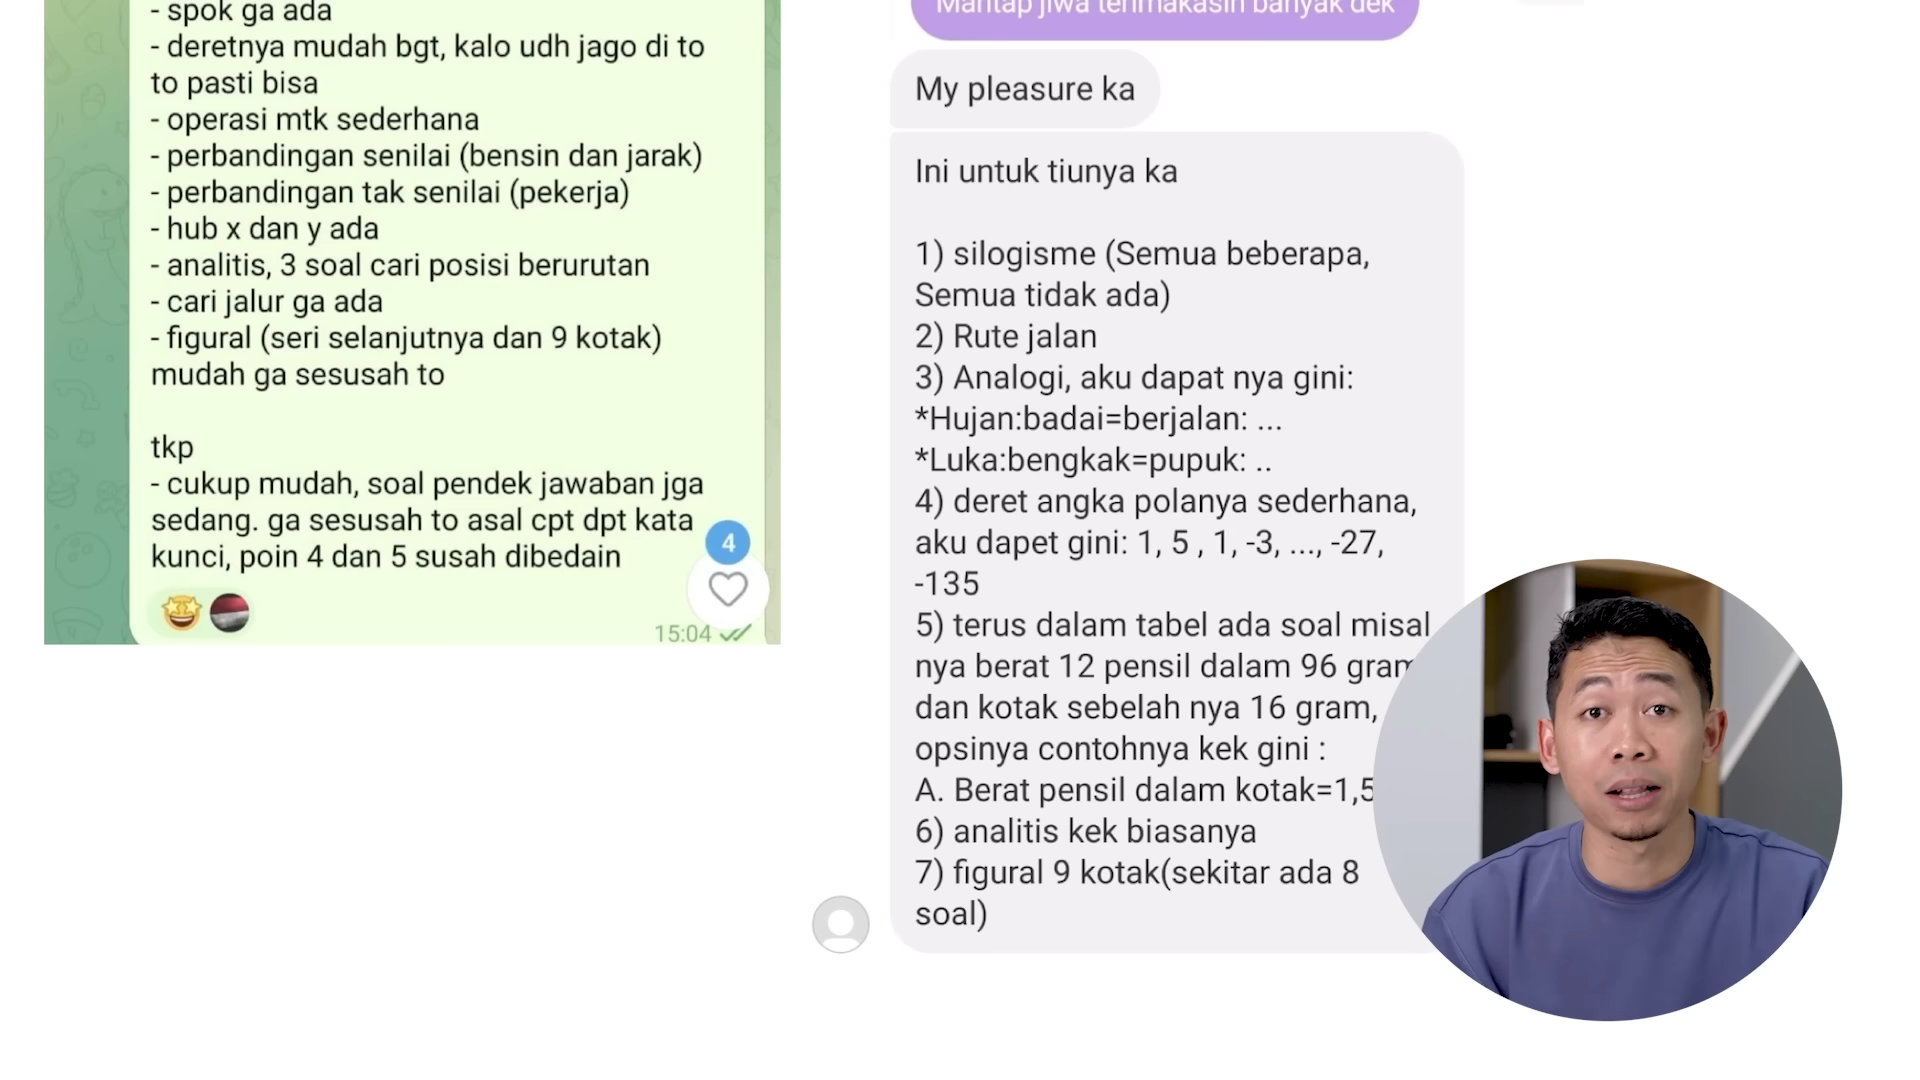 - spok ga ada
- deretnya mudah bgt, kalo udh jago di to
to pasti bisa
- operasi mtk sederhana
- perbandingan senilai (bensin dan jarak)
- perbandingan tak senilai (pekerja)
- hub x dan y ada
- analitis, 3 soal cari posisi berurutan
- cari jalur ga ada
- figural (seri selanjutnya dan 9 kotak)
mudah ga sesusah to
tkp
- cukup mudah, soal pendek jawaban jga
sedang. ga sesusah to asal cpt dpt kata
kunci, poin 4 dan 5 susah dibedain
4
15:04
Mantap jiwa terimakasih banyak dek
My pleasure ka
Ini untuk tiunya ka
1) silogisme (Semua beberapa,
Semua tidak ada)
2) Rute jalan
3) Analogi, aku dapat nya gini:
*Hujan:badai=berjalan: ...
*Luka:bengkak=pupuk: ..
4) deret angka polanya sederhana,
aku dapet gini: 1, 5 , 1, -3, ..., -27,
-135
5) terus dalam tabel ada soal misal
nya berat 12 pensil dalam 96 gram
dan kotak sebelah nya 16 gram,
opsinya contohnya kek gini :
A. Berat pensil dalam kotak=1,5
6) analitis kek biasanya
7) figural 9 kotak(sekitar ada 8
soal)